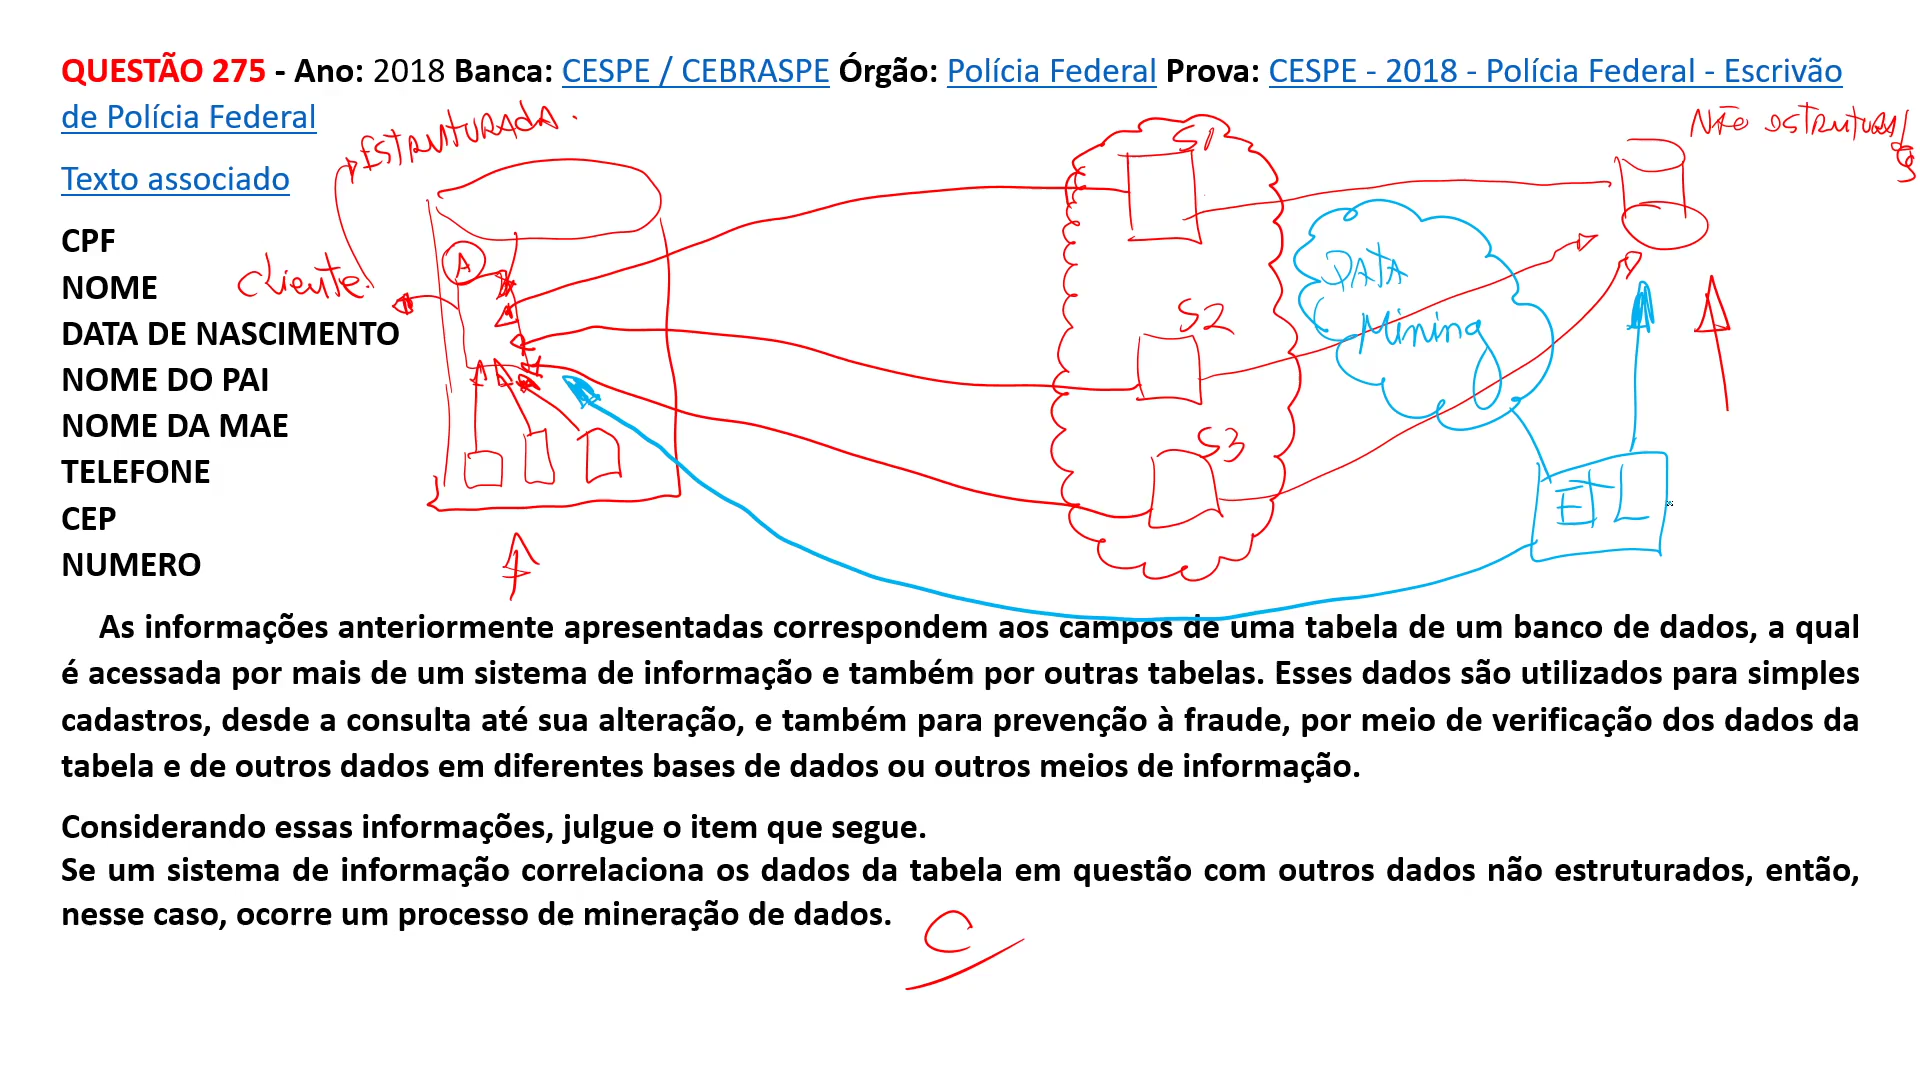 QUESTÃO 275 - Ano: 2018 Banca: CESPE / CEBRASPE Órgão: Polícia Federal Prova: CESPE - 2018 - Polícia Federal - Escrivão
de Polícia Federal
ESTRUTURADA.
S1
NÃO ESTRUTURADOS
Texto associado
CPF
A
DATA
NOME
Cliente
DATA DE NASCIMENTO
S2
Mining
NOME DO PAI
NOME DA MAE
S3
TELEFONE
ETL
CEP
NUMERO
As informações anteriormente apresentadas correspondem aos campos de uma tabela de um banco de dados, a qual
é acessada por mais de um sistema de informação e também por outras tabelas. Esses dados são utilizados para simples
cadastros, desde a consulta até sua alteração, e também para prevenção à fraude, por meio de verificação dos dados da
tabela e de outros dados em diferentes bases de dados ou outros meios de informação.
Considerando essas informações, julgue o item que segue.
Se um sistema de informação correlaciona os dados da tabela em questão com outros dados não estruturados, então,
nesse caso, ocorre um processo de mineração de dados.
C